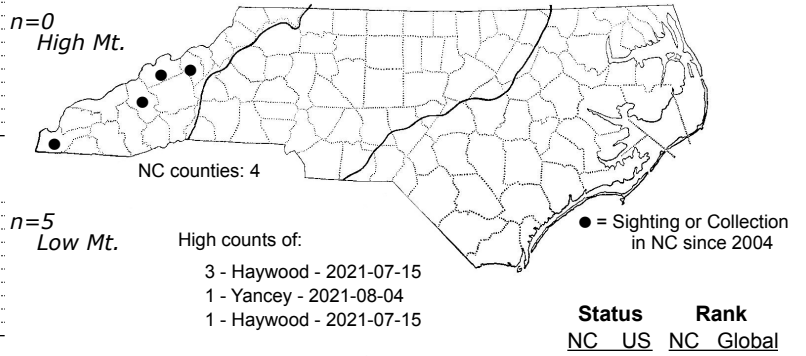 n=0
High Mt.
NC counties: 4
n=5
Low Mt.
High counts of:
3 - Haywood - 2021-07-15
1 - Yancey - 2021-08-04
1 - Haywood - 2021-07-15
● = Sighting or Collection
in NC since 2004
Status Rank
NC US NC Global